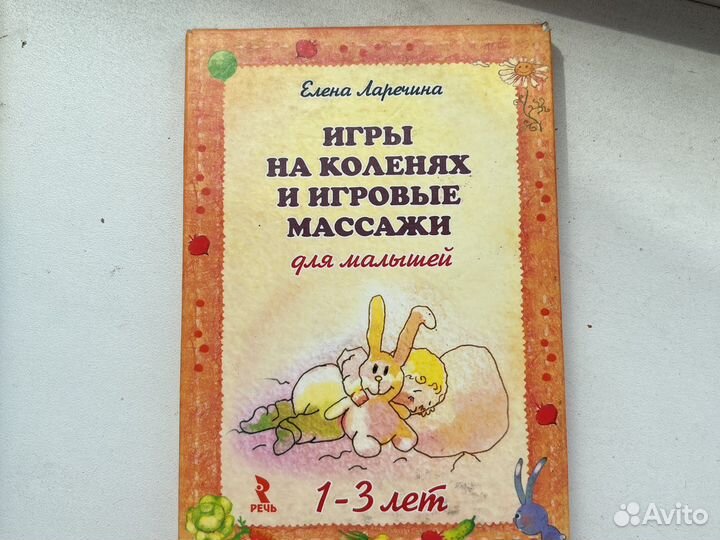 Елена Ларечина
ИГРЫ
НА КОЛЕНЯХ
И ИГРОВЫЕ
МАССАЖИ
для малышей
РЕЧЬ
1-3 лет
Avito